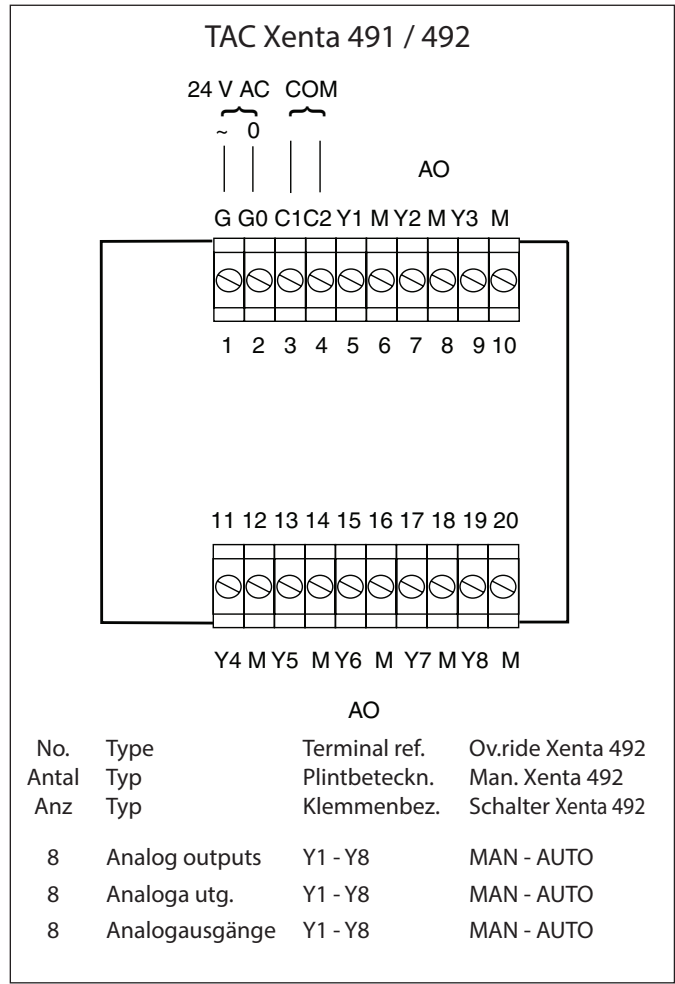 TAC Xenta 491 / 492
24 V AC COM
~ 0
AO
G G0 C1 C2 Y1 M Y2 M Y3 M
1 2 3 4 5 6 7 8 9 10
11 12 13 14 15 16 17 18 19 20
Y4 M Y5 M Y6 M Y7 M Y8 M
AO
No. Type Terminal ref. Ov.ride Xenta 492
Antal Typ Plintbeteckn. Man. Xenta 492
Anz Typ Klemmenbez. Schalter Xenta 492
8 Analog outputs Y1 - Y8 MAN - AUTO
8 Analoga utg. Y1 - Y8 MAN - AUTO
8 Analogausgänge Y1 - Y8 MAN - AUTO